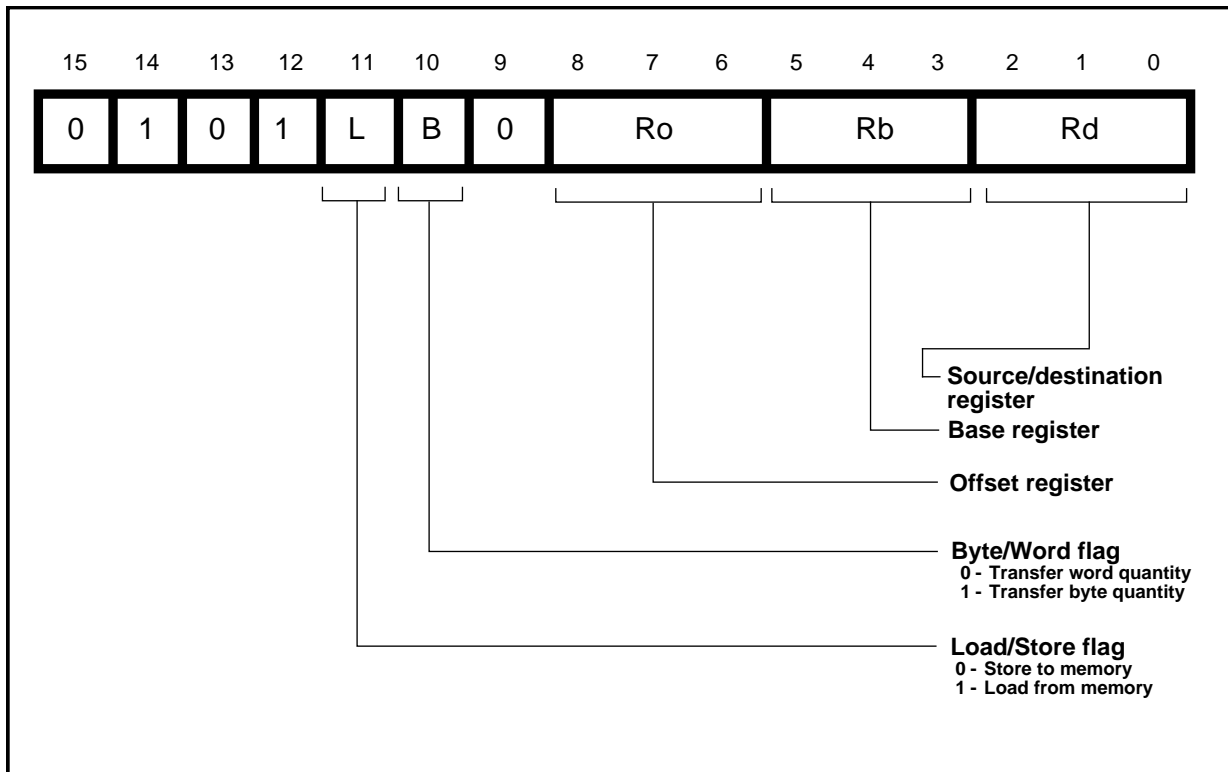 15 14 13 12 11 10 9 8 7 6 5 4 3 2 1 0
0 1 0 1 L B 0 Ro Rb Rd
Source/destination
register
Base register
Offset register
Byte/Word flag
0 - Transfer word quantity
1 - Transfer byte quantity
Load/Store flag
0 - Store to memory
1 - Load from memory